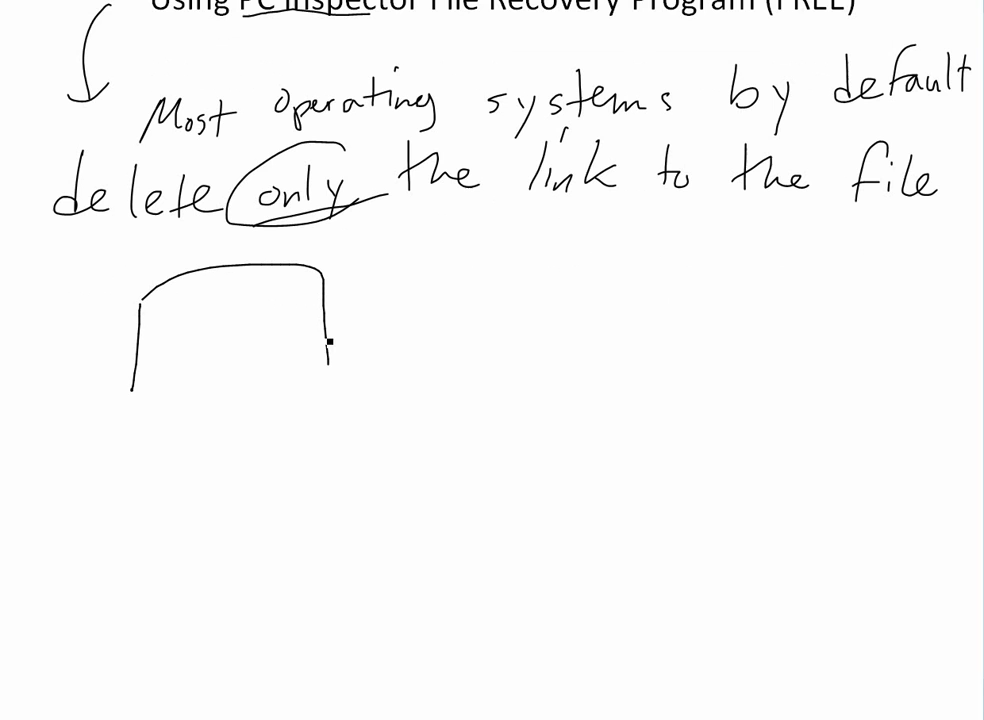 Using PC Inspector File Recovery Program (FREE)
Most operating systems by default
delete only the link to the file